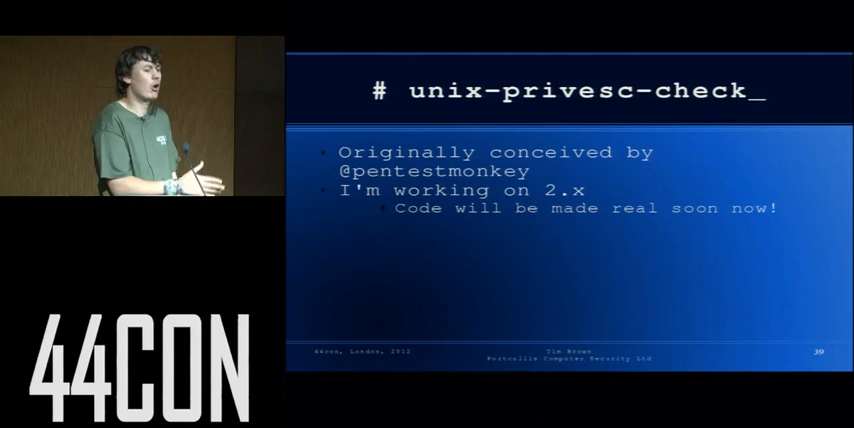 # unix-privesc-check_
Originally conceived by
@pentestmonkey
I'm working on 2.x
Code will be made real soon now!
44con, London, 2012
Tim Brown
Portcullis Computer Security Ltd
39
44CON